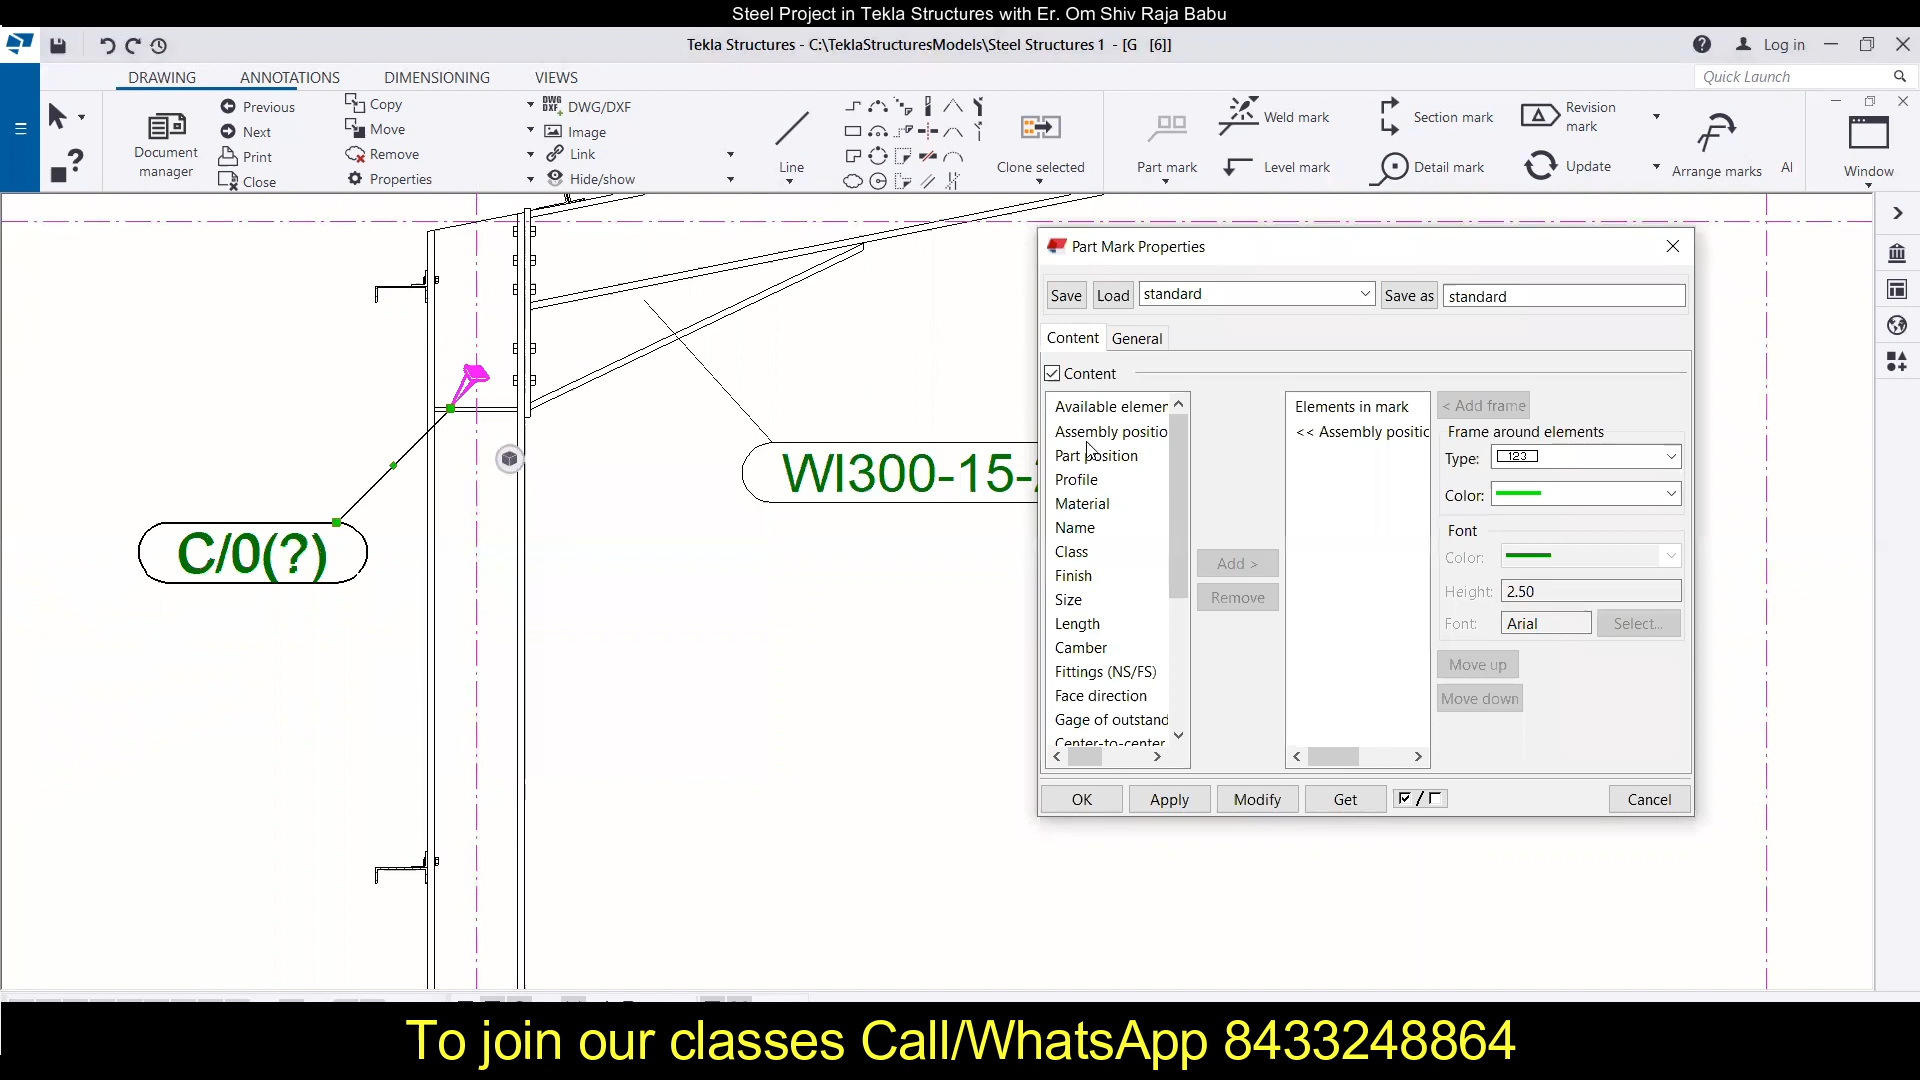 Steel Project in Tekla Structures with Er. Om Shiv Raja Babu
Tekla Structures - C:\TeklaStructuresModels\Steel Structures 1 - [G [6]]
Log in
DRAWING ANNOTATIONS DIMENSIONING VIEWS
Quick Launch
Document manager
Previous
Next
Print
Close
Copy
Move
Remove
Properties
DWG/DXF
Image
Link
Hide/show
Line
Clone selected
Part mark
Weld mark
Level mark
Section mark
Detail mark
Revision mark
Update
Arrange marks
Al
Window
C/0(?)
WI300-15-
Part Mark Properties
Save Load standard Save as standard
Content General
Content
Available elemen
Assembly positio
Part position
Profile
Material
Name
Class
Finish
Size
Length
Camber
Fittings (NS/FS)
Face direction
Gage of outstand
Center-to-center
Add >
Remove
Elements in mark
<< Assembly positic
< Add frame
Frame around elements
Type: 123
Color:
Font
Color:
Height: 2.50
Font: Arial Select...
Move up
Move down
OK Apply Modify Get Cancel
To join our classes Call/WhatsApp 8433248864